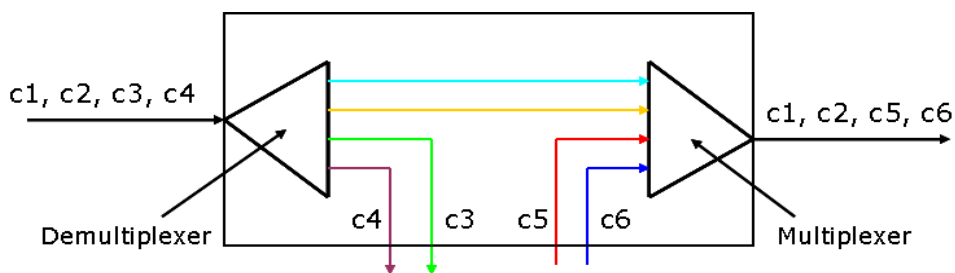 c1, c2, c3, c4
c1, c2, c5, c6
c4
c3
c5
c6
Demultiplexer
Multiplexer